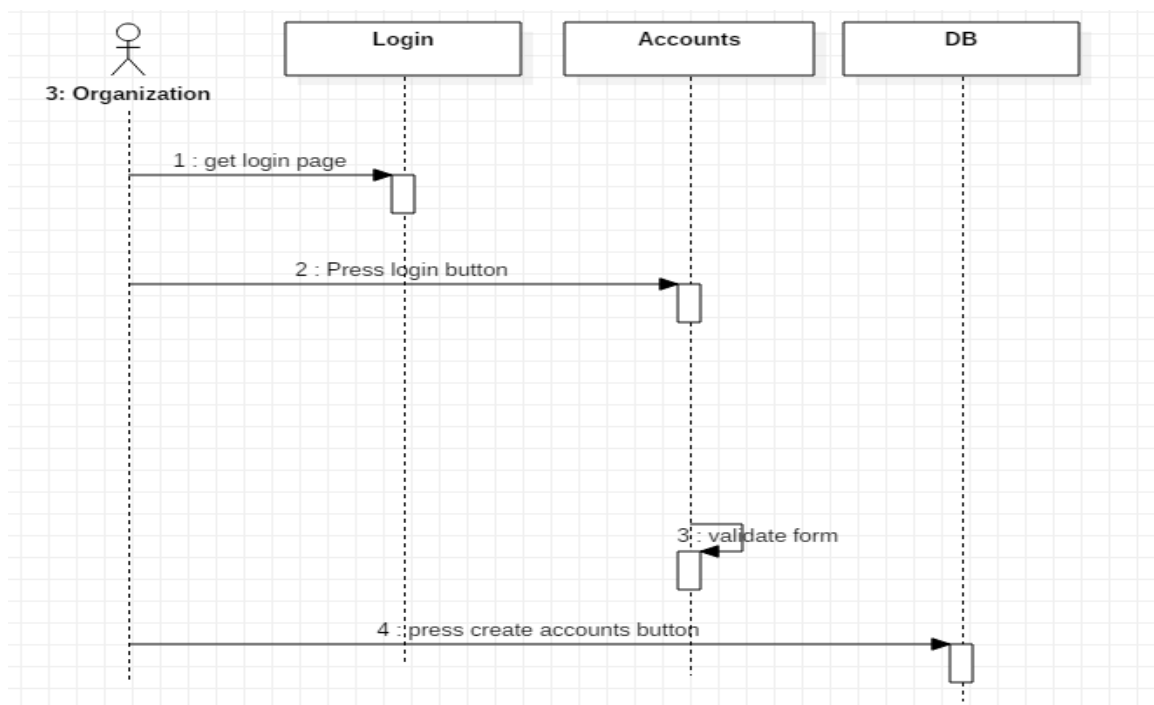 Login
Accounts
DB
3: Organization
1 : get login page
2 : Press login button
3 : validate form
4 : press create accounts button